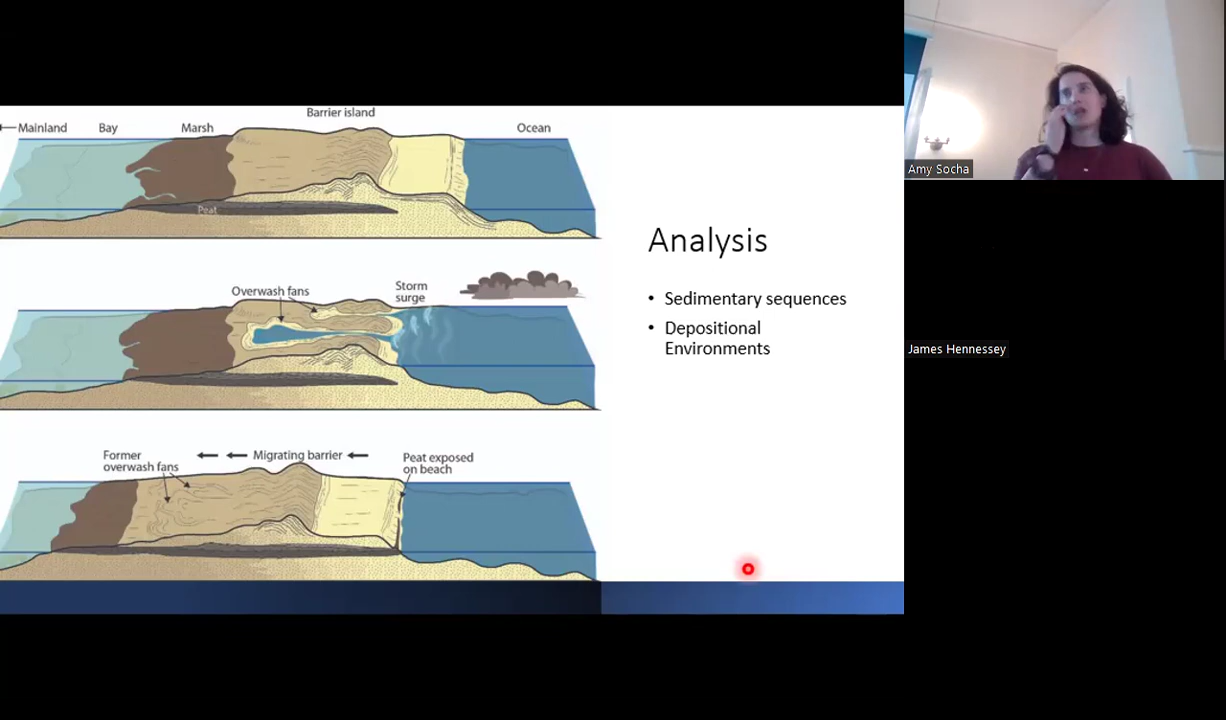 Barrier island
Mainland Bay Marsh Ocean
Peat
Overwash fans
Storm
surge
Former
overwash fans
Migrating barrier
Peat exposed
on beach
Analysis
• Sedimentary sequences
• Depositional
Environments
Amy Socha
James Hennessey